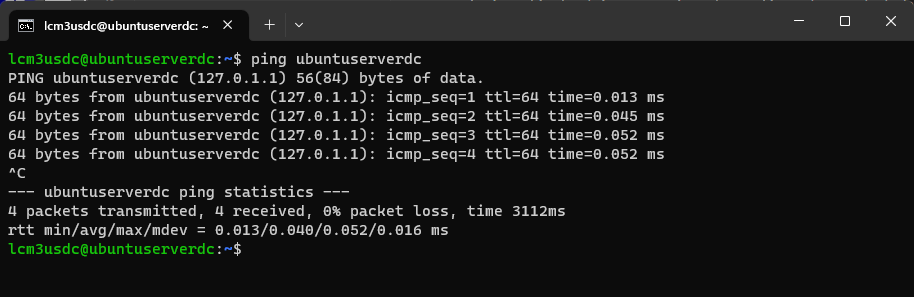 lcm3usdc@ubuntuserverdc: ~
lcm3usdc@ubuntuserverdc:~$ ping ubuntuserverdc
PING ubuntuserverdc (127.0.1.1) 56(84) bytes of data.
64 bytes from ubuntuserverdc (127.0.1.1): icmp_seq=1 ttl=64 time=0.013 ms
64 bytes from ubuntuserverdc (127.0.1.1): icmp_seq=2 ttl=64 time=0.045 ms
64 bytes from ubuntuserverdc (127.0.1.1): icmp_seq=3 ttl=64 time=0.052 ms
64 bytes from ubuntuserverdc (127.0.1.1): icmp_seq=4 ttl=64 time=0.052 ms
^C
--- ubuntuserverdc ping statistics ---
4 packets transmitted, 4 received, 0% packet loss, time 3112ms
rtt min/avg/max/mdev = 0.013/0.040/0.052/0.016 ms
lcm3usdc@ubuntuserverdc:~$